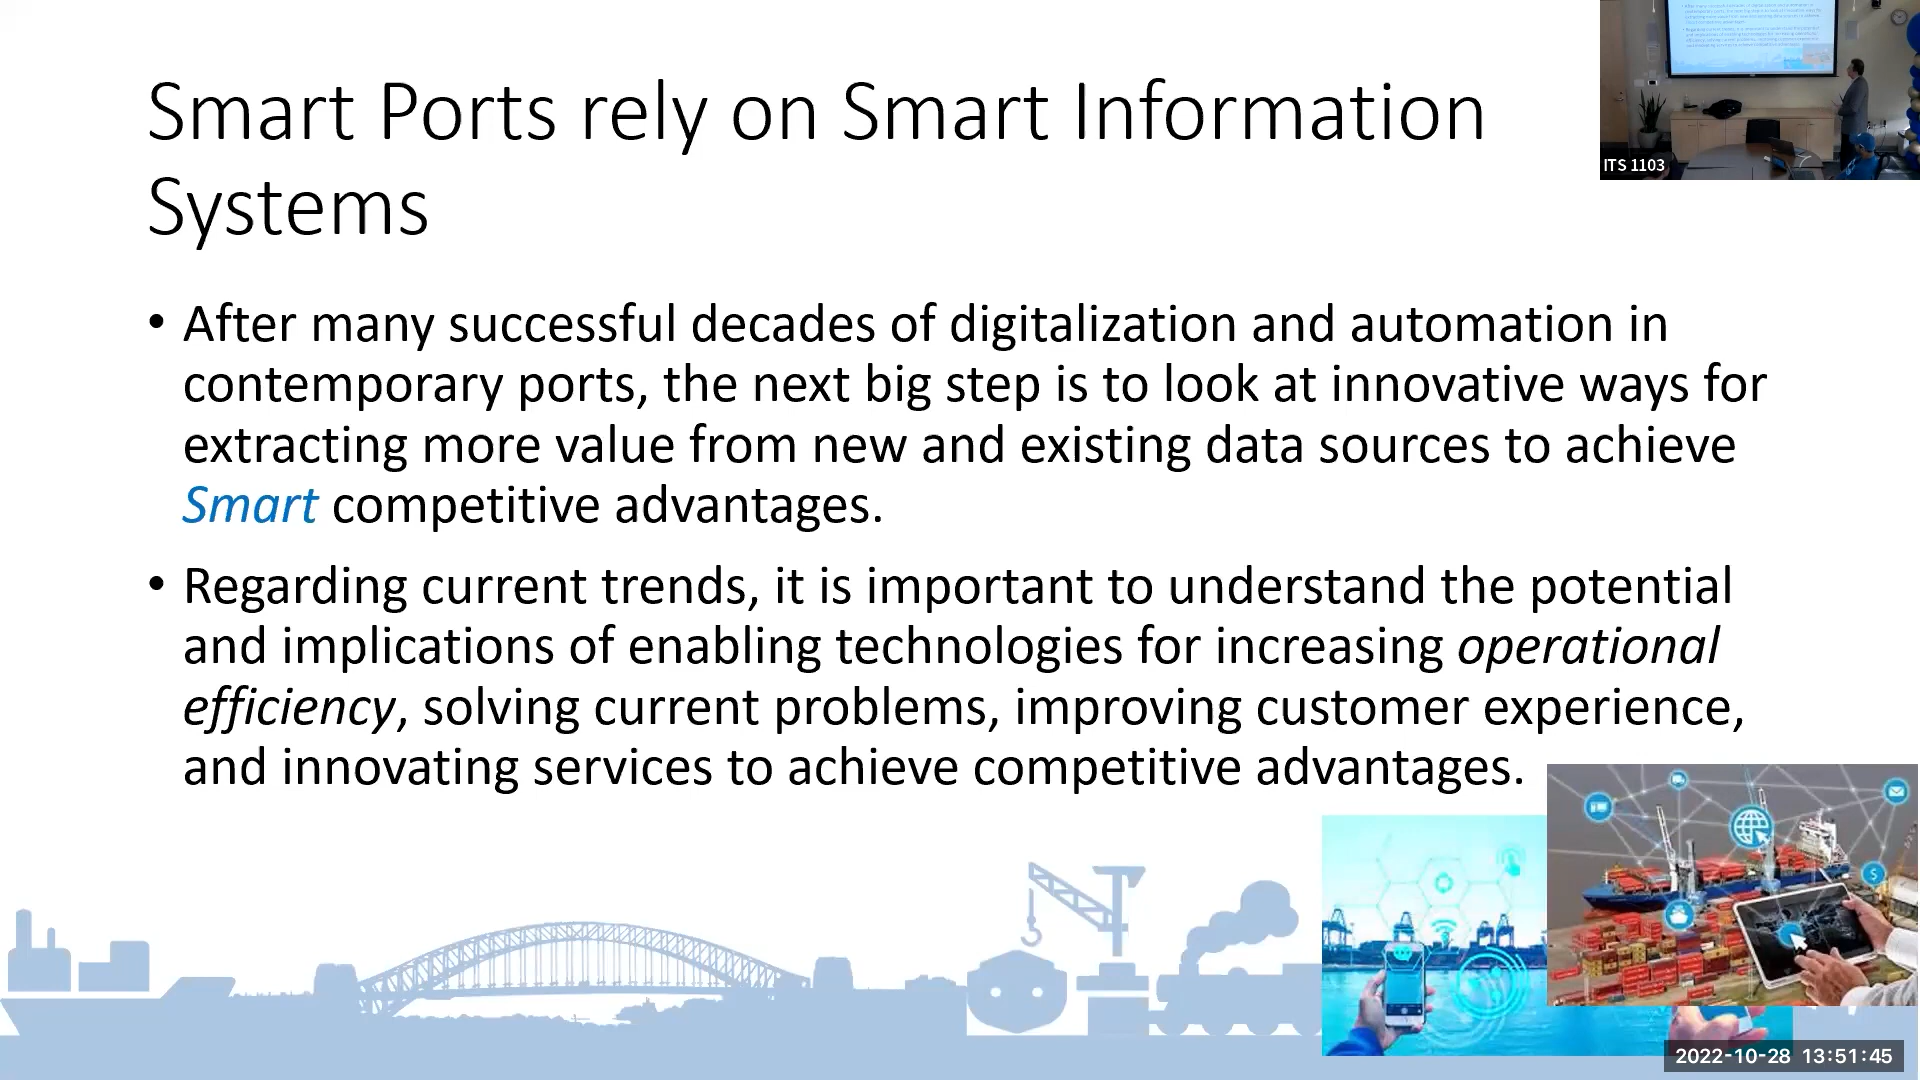 Smart Ports rely on Smart Information
Systems
• After many successful decades of digitalization and automation in
contemporary ports, the next big step is to look at innovative ways for
extracting more value from new and existing data sources to achieve
Smart competitive advantages.
• Regarding current trends, it is important to understand the potential
and implications of enabling technologies for increasing operational
efficiency, solving current problems, improving customer experience,
and innovating services to achieve competitive advantages.
ITS 1103
2022-10-28 13:51:45